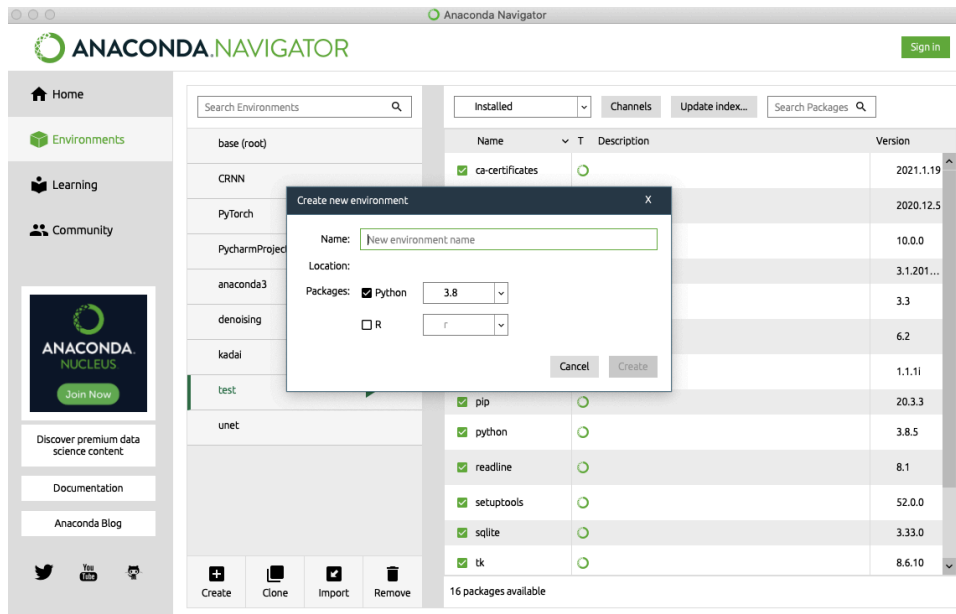 Anaconda Navigator
ANACONDA.NAVIGATOR
Sign in
Home
Environments
Learning
Community
ANACONDA.
NUCLEUS
Join Now
Discover premium data
science content
Documentation
Anaconda Blog
You
Tube
Search Environments
base (root)
CRNN
PyTorch
PycharmProject
anaconda3
denoising
kadai
test
unet
Create
Clone
Import
Remove
Installed
Channels
Update index...
Search Packages
Name
T
Description
Version
ca-certificates
2021.1.19
2020.12.5
10.0.0
3.1.201...
3.3
6.2
1.1.1i
pip
20.3.3
python
3.8.5
readline
8.1
setuptools
52.0.0
sqlite
3.33.0
tk
8.6.10
16 packages available
Create new environment
X
Name:
New environment name
Location:
Packages:
Python
3.8
R
r
Cancel
Create